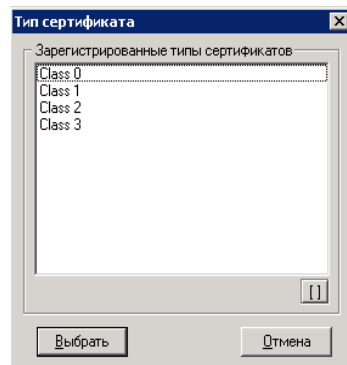 Тип сертификата
Зарегистрированные типы сертификатов
Class 0
Class 1
Class 2
Class 3
[]
Выбрать
Отмена